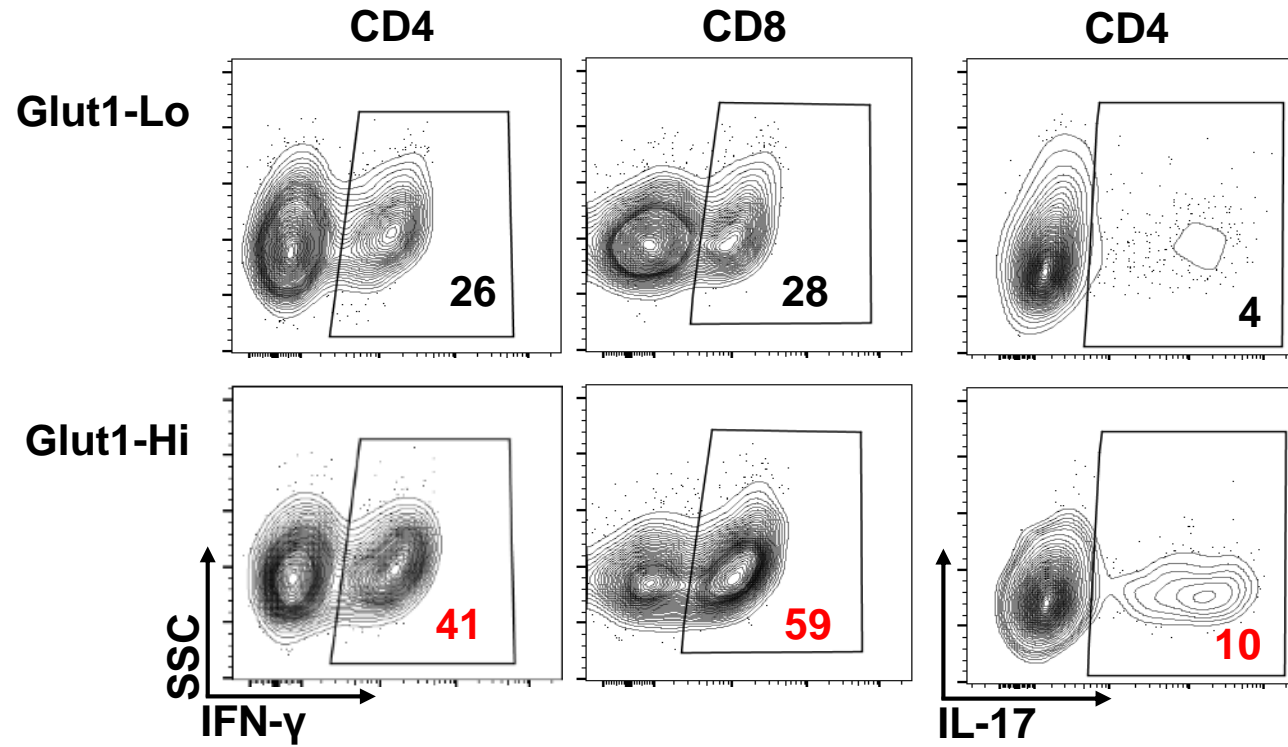 CD4
CD8
CD4
Glut1-Lo
26
28
4
Glut1-Hi
41
59
10
SSC
IFN-γ
IL-17